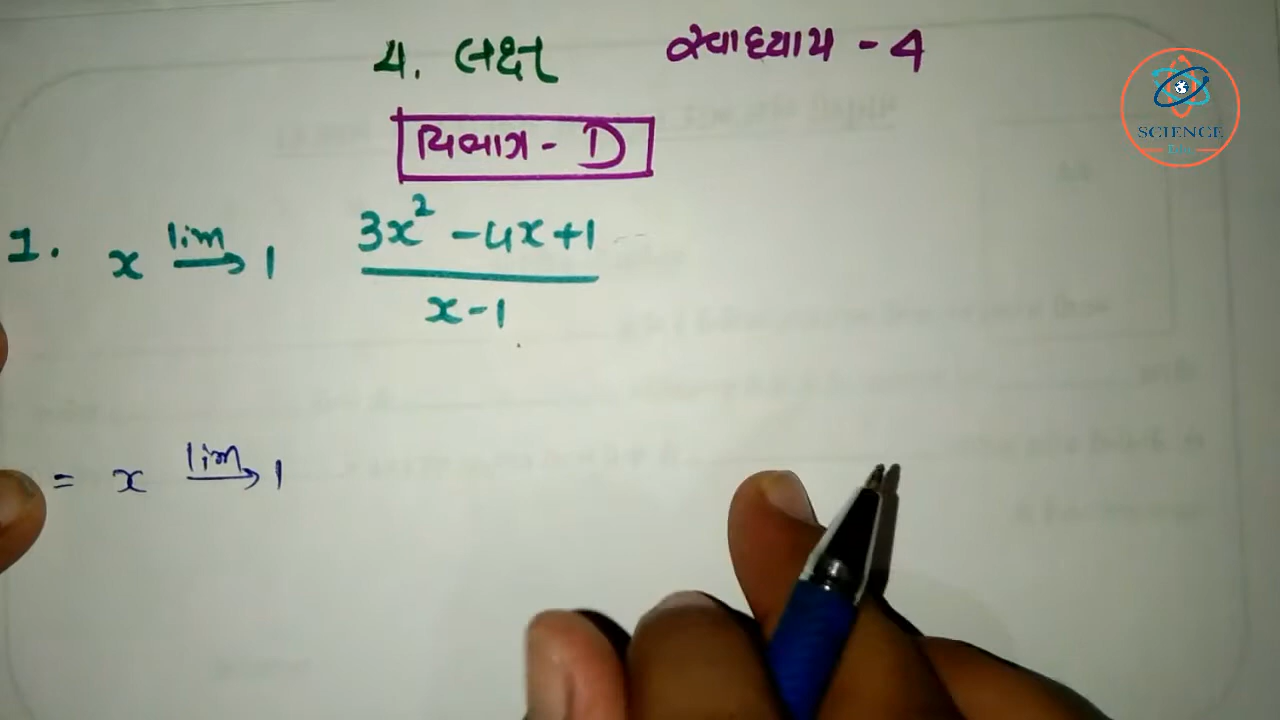 4. લક્ષ સ્વાધ્યાય - 4
વિભાગ - D
1. x lim→ 1 3x² - 4x + 1
x - 1
= x lim→ 1
SCIENCE